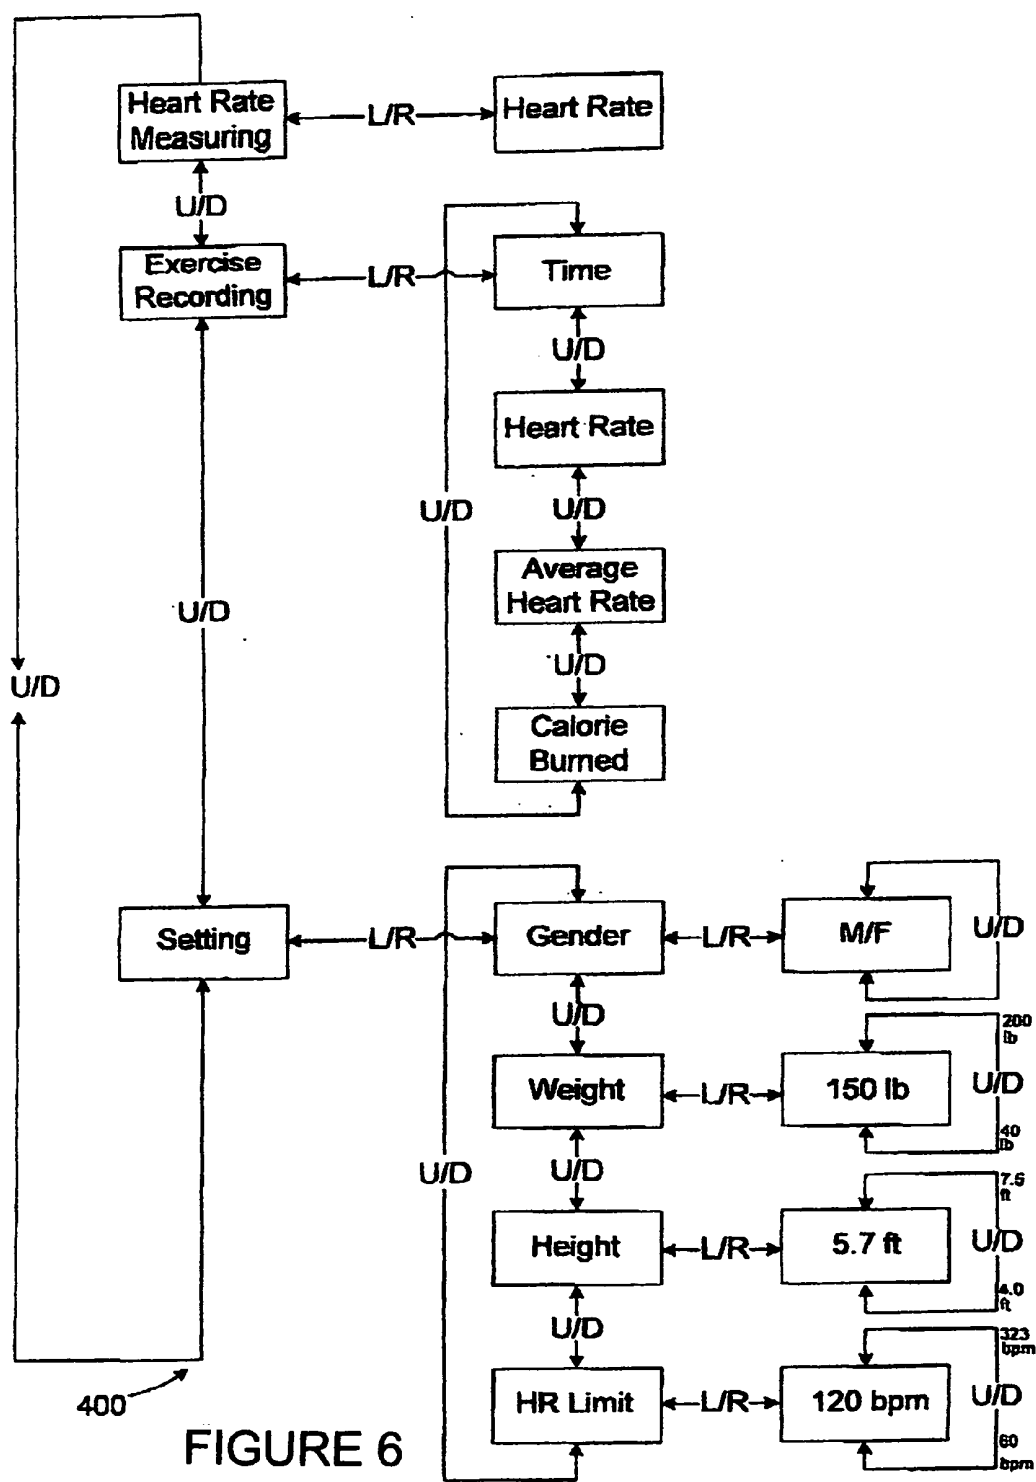 Heart Rate
Measuring
L/R
Heart Rate
U/D
Exercise
Recording
L/R
Time
U/D
Heart Rate
U/D
U/D
Average
Heart Rate
U/D
U/D
U/D
Calorie
Burned
Setting
L/R
Gender
L/R
M/F
U/D
U/D
200
lb
Weight
L/R
150 lb
U/D
40
lb
U/D
U/D
7.5
ft
Height
L/R
5.7 ft
U/D
4.0
ft
U/D
323
bpm
HR Limit
L/R
120 bpm
U/D
60
bpm
400
FIGURE 6